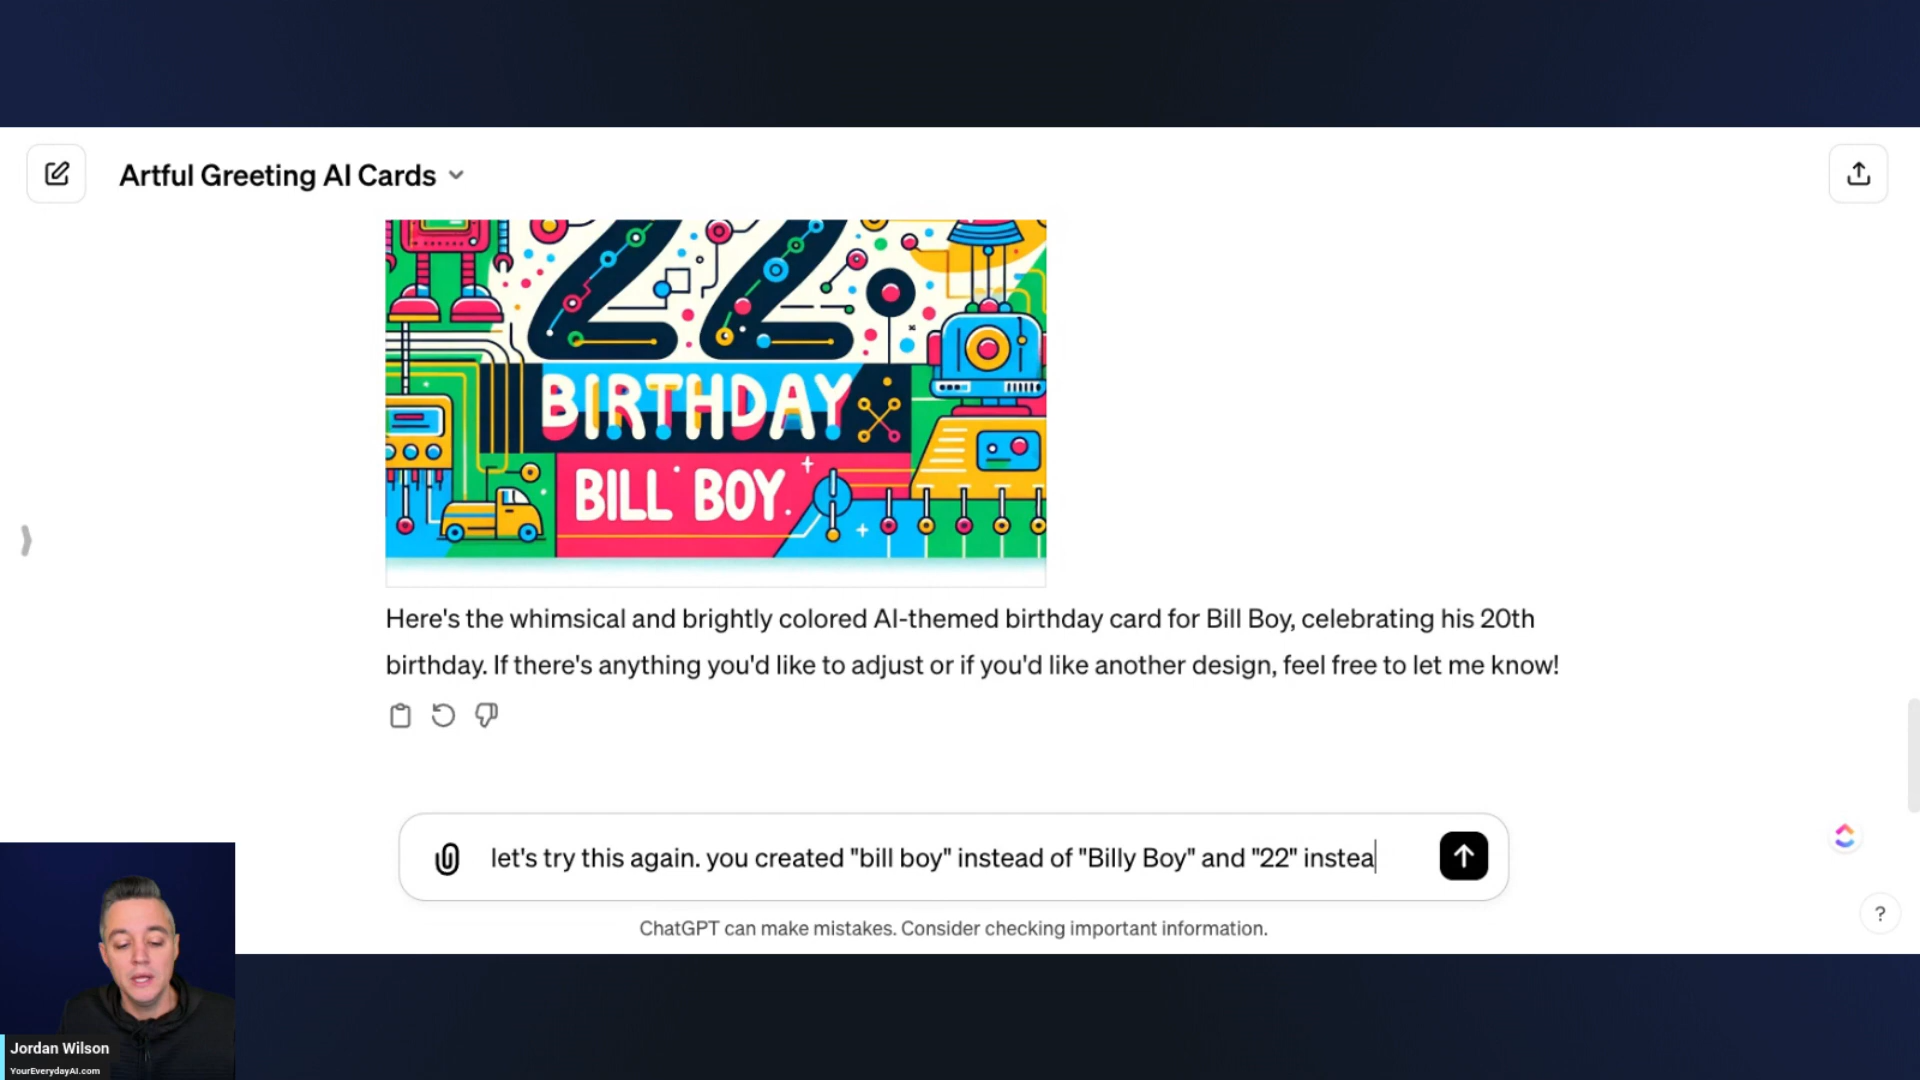 Artful Greeting AI Cards
22
BIRTHDAY
BILL BOY.
Here's the whimsical and brightly colored AI-themed birthday card for Bill Boy, celebrating his 20th
birthday. If there's anything you'd like to adjust or if you'd like another design, feel free to let me know!
let's try this again. you created "bill boy" instead of "Billy Boy" and "22" instea
ChatGPT can make mistakes. Consider checking important information.
?
Jordan Wilson
YourEverydayAI.com